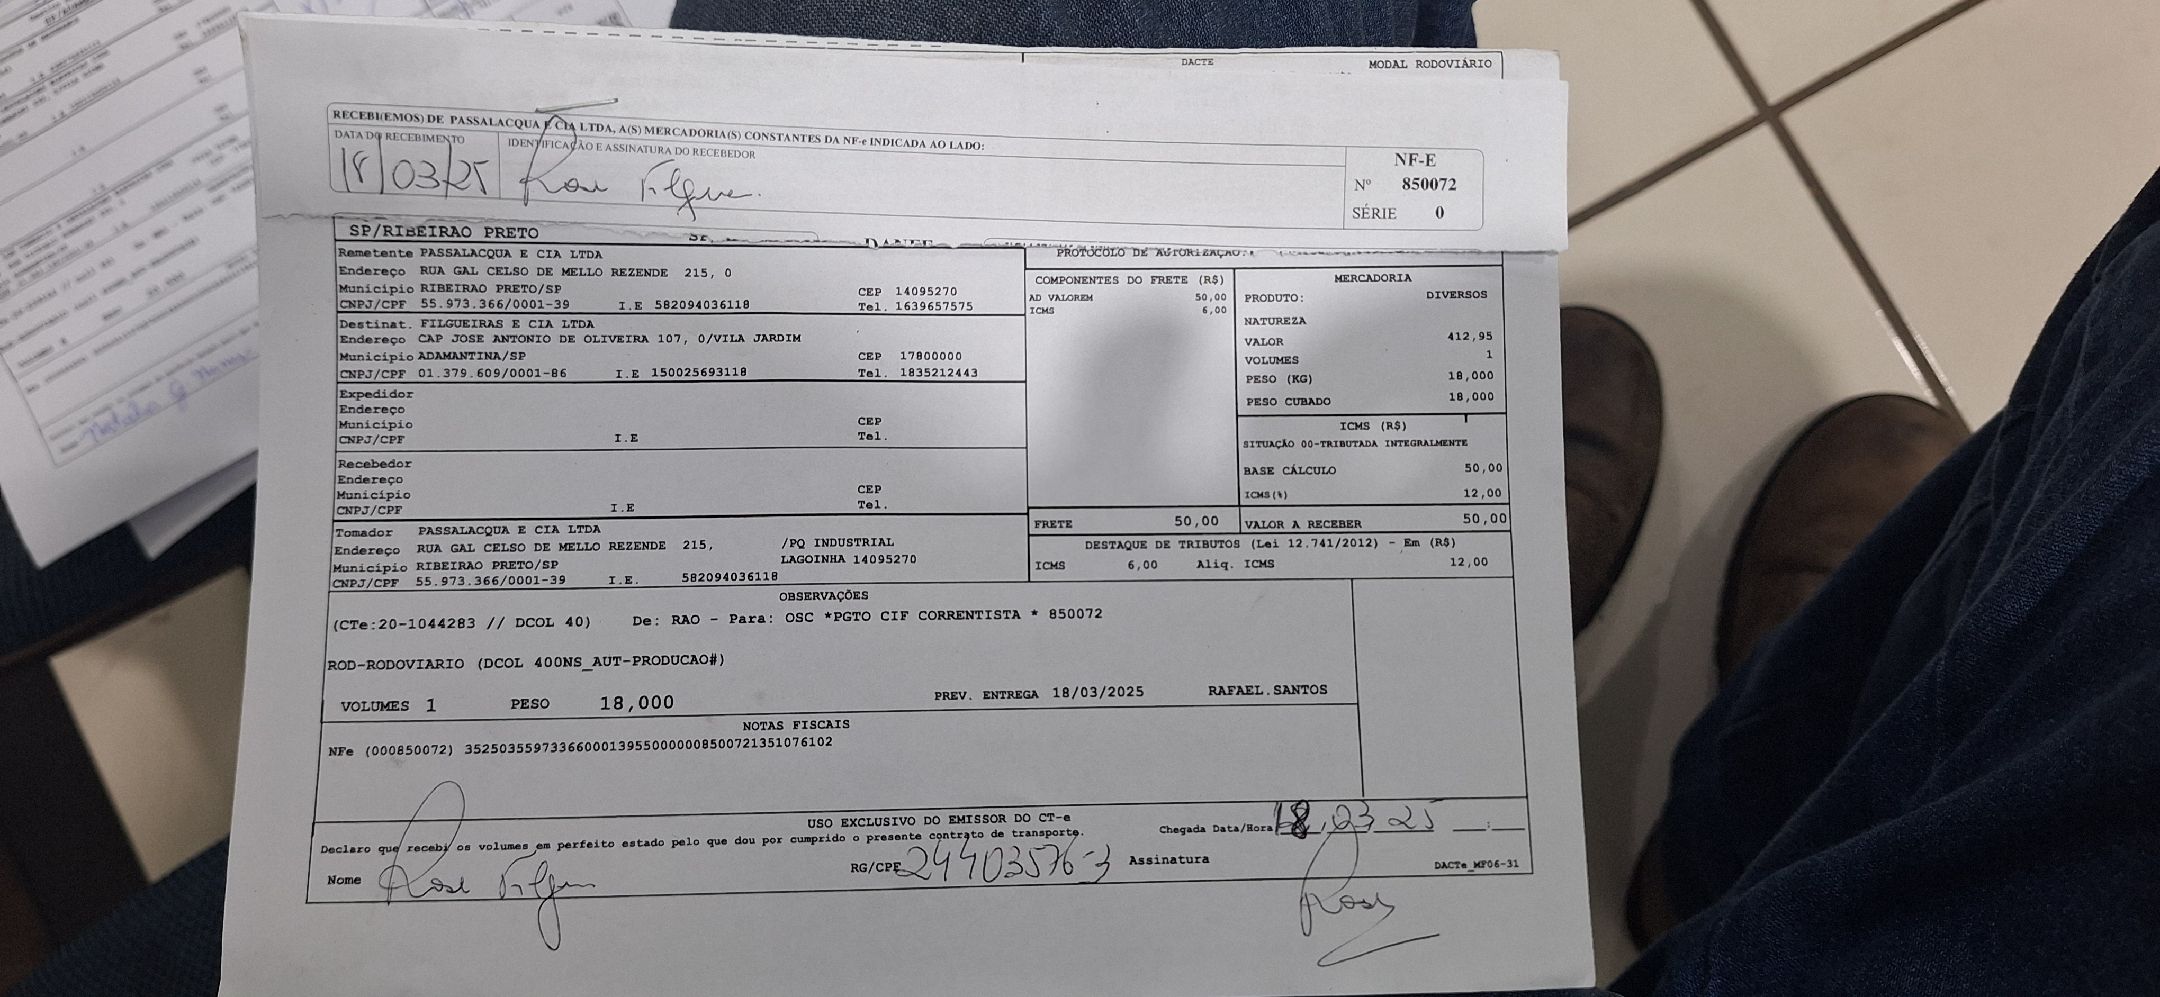 DACTE MODAL RODOVIÁRIO
RECEBI(EMOS) DE PASSALACQUA E CIA LTDA, A(S) MERCADORIA(S) CONSTANTES DA NF-e INDICADA AO LADO:
DATA DO RECEBIMENTO
18/03/25
IDENTIFICAÇÃO E ASSINATURA DO RECEBEDOR
NF-E
Nº 850072
SÉRIE 0
SP/RIBEIRAO PRETO
Remetente PASSALACQUA E CIA LTDA
Endereço RUA GAL CELSO DE MELLO REZENDE 215, 0
Município RIBEIRAO PRETO/SP CEP 14095270
CNPJ/CPF 55.973.366/0001-39 I.E 582094036118 Tel. 1639657575
Destinat. FILGUEIRAS E CIA LTDA
Endereço CAP JOSE ANTONIO DE OLIVEIRA 107, 0/VILA JARDIM
Município ADAMANTINA/SP CEP 17800000
CNPJ/CPF 01.379.609/0001-86 I.E 150025693118 Tel. 1835212443
Expedidor
Endereço
Município CEP
CNPJ/CPF I.E Tel.
Recebedor
Endereço
Município CEP
CNPJ/CPF I.E Tel.
Tomador PASSALACQUA E CIA LTDA
Endereço RUA GAL CELSO DE MELLO REZENDE 215, /PQ INDUSTRIAL
Município RIBEIRAO PRETO/SP LAGOINHA 14095270
CNPJ/CPF 55.973.366/0001-39 I.E. 582094036118
PROTOCOLO DE AUTORIZAÇÃO:
COMPONENTES DO FRETE (R$)
AD VALOREM 50,00
ICMS 6,00
FRETE 50,00
MERCADORIA
PRODUTO: DIVERSOS
NATUREZA
VALOR 412,95
VOLUMES 1
PESO (KG) 18,000
PESO CUBADO 18,000
ICMS (R$)
SITUAÇÃO 00-TRIBUTADA INTEGRALMENTE
BASE CÁLCULO 50,00
ICMS(%) 12,00
VALOR A RECEBER 50,00
DESTAQUE DE TRIBUTOS (Lei 12.741/2012) - Em (R$)
ICMS 6,00 Aliq. ICMS 12,00
OBSERVAÇÕES
(CTe:20-1044283 // DCOL 40) De: RAO - Para: OSC *PGTO CIF CORRENTISTA * 850072
ROD-RODOVIARIO (DCOL 400NS_AUT-PRODUCAO#)
VOLUMES 1 PESO 18,000 PREV. ENTREGA 18/03/2025 RAFAEL.SANTOS
NOTAS FISCAIS
NFe (000850072) 35250355973366000139550000008500721351076102
USO EXCLUSIVO DO EMISSOR DO CT-e
Declaro que recebi os volumes em perfeito estado pelo que dou por cumprido o presente contrato de transporte.
Chegada Data/Hora 18,03 25 __:__
Nome Rose
RG/CPF 24403576-3
Assinatura Rose
DACTe_MF06-31